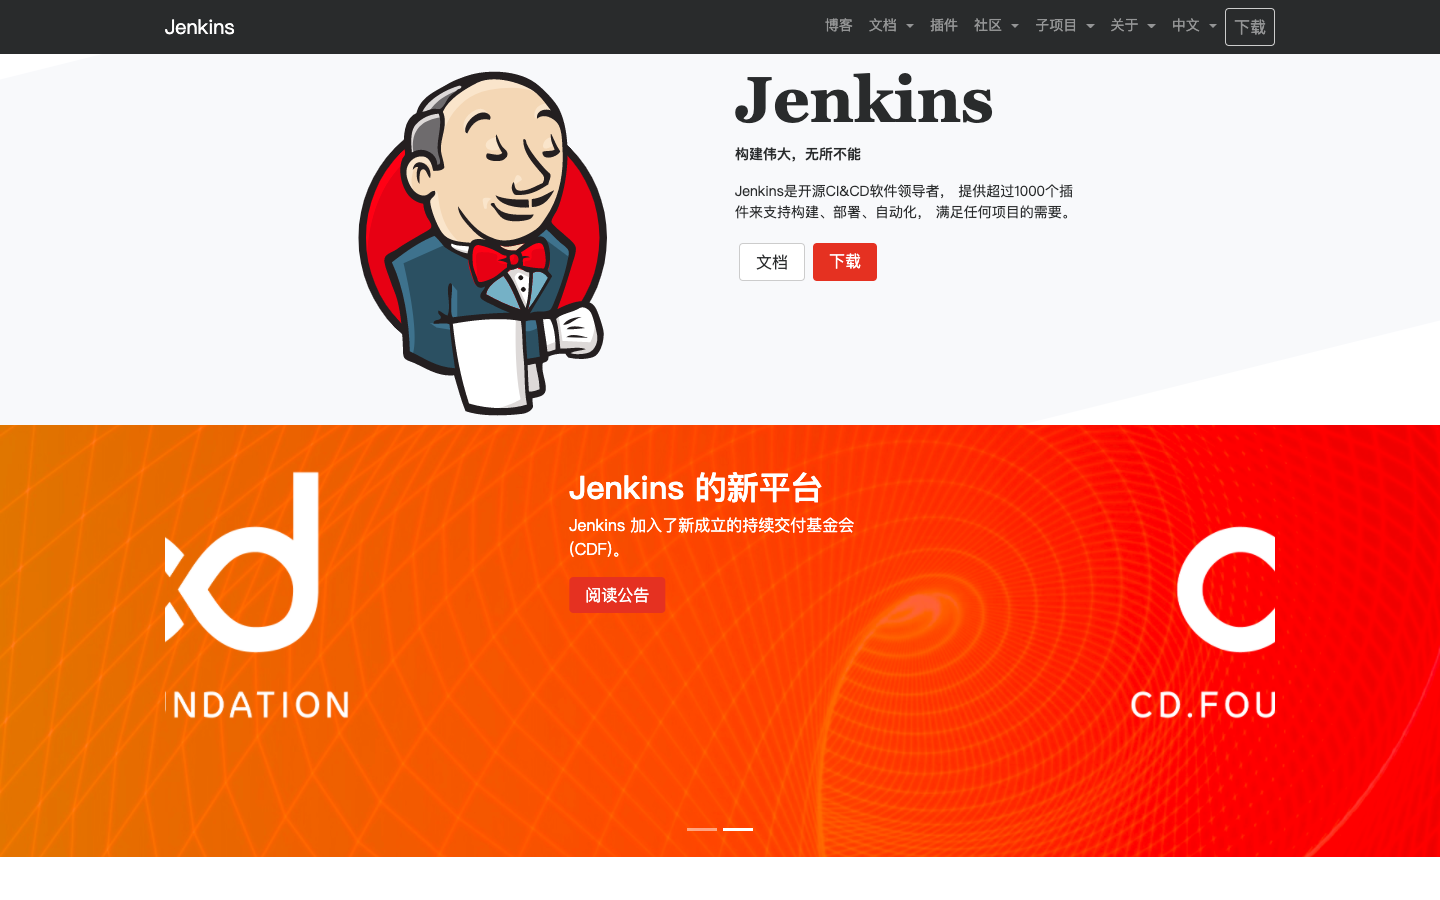 Jenkins
博客 文档 插件 社区 子项目 关于 中文 下载
Jenkins
构建伟大，无所不能
Jenkins是开源CI&CD软件领导者， 提供超过1000个插
件来支持构建、部署、自动化， 满足任何项目的需要。
文档 下载
Jenkins 的新平台
Jenkins 加入了新成立的持续交付基金会
(CDF)。
阅读公告
d C
NDATION CD.FOU